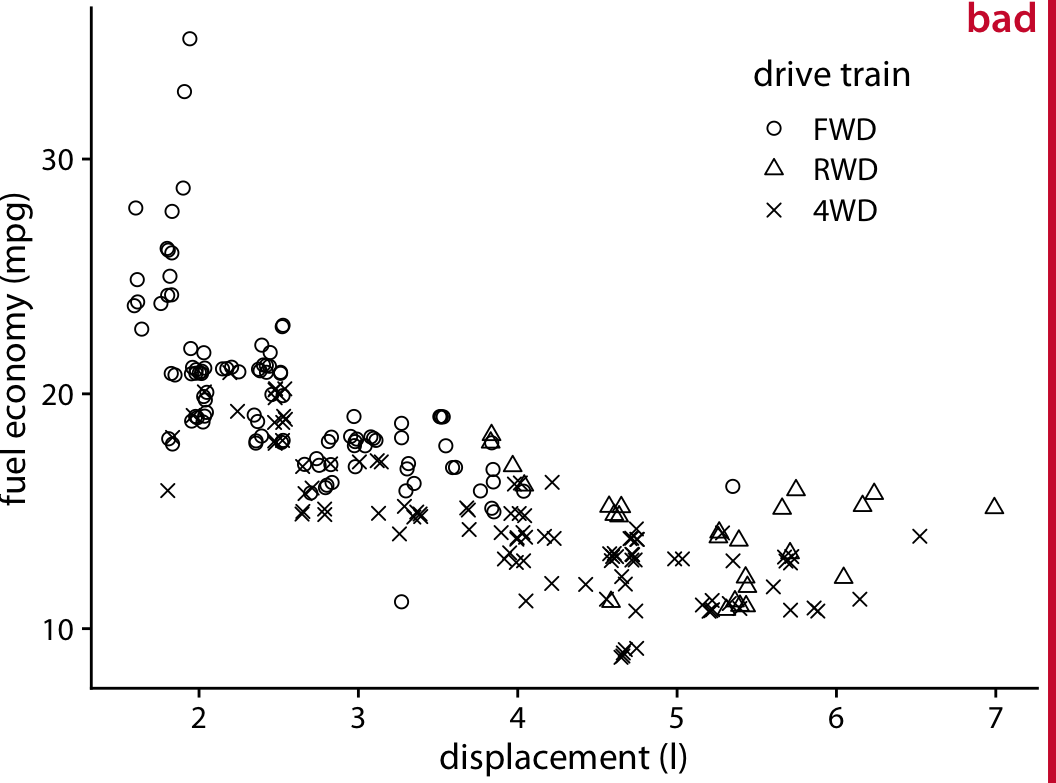 bad
drive train
FWD
RWD
4WD
30
20
10
fuel economy (mpg)
2 3 4 5 6 7
displacement (l)